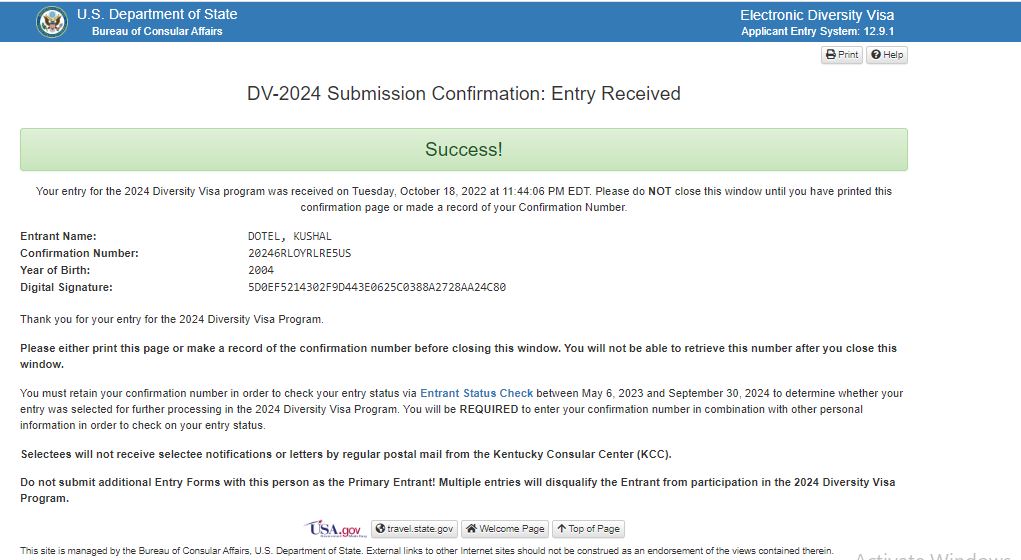 U.S. Department of State
Bureau of Consular Affairs
Electronic Diversity Visa
Applicant Entry System: 12.9.1
Print Help
DV-2024 Submission Confirmation: Entry Received
Success!
Your entry for the 2024 Diversity Visa program was received on Tuesday, October 18, 2022 at 11:44:06 PM EDT. Please do NOT close this window until you have printed this
confirmation page or made a record of your Confirmation Number.
Entrant Name: DOTEL, KUSHAL
Confirmation Number: 20246RLOYRLRE5US
Year of Birth: 2004
Digital Signature: 5D0EF5214302F9D443E0625C0388A2728AA24C80
Thank you for your entry for the 2024 Diversity Visa Program.
Please either print this page or make a record of the confirmation number before closing this window. You will not be able to retrieve this number after you close this
window.
You must retain your confirmation number in order to check your entry status via Entrant Status Check between May 6, 2023 and September 30, 2024 to determine whether your
entry was selected for further processing in the 2024 Diversity Visa Program. You will be REQUIRED to enter your confirmation number in combination with other personal
information in order to check on your entry status.
Selectees will not receive selectee notifications or letters by regular postal mail from the Kentucky Consular Center (KCC).
Do not submit additional Entry Forms with this person as the Primary Entrant! Multiple entries will disqualify the Entrant from participation in the 2024 Diversity Visa
Program.
USA.gov travel.state.gov Welcome Page Top of Page
This site is managed by the Bureau of Consular Affairs, U.S. Department of State. External links to other Internet sites should not be construed as an endorsement of the views contained therein.
Activate Windows